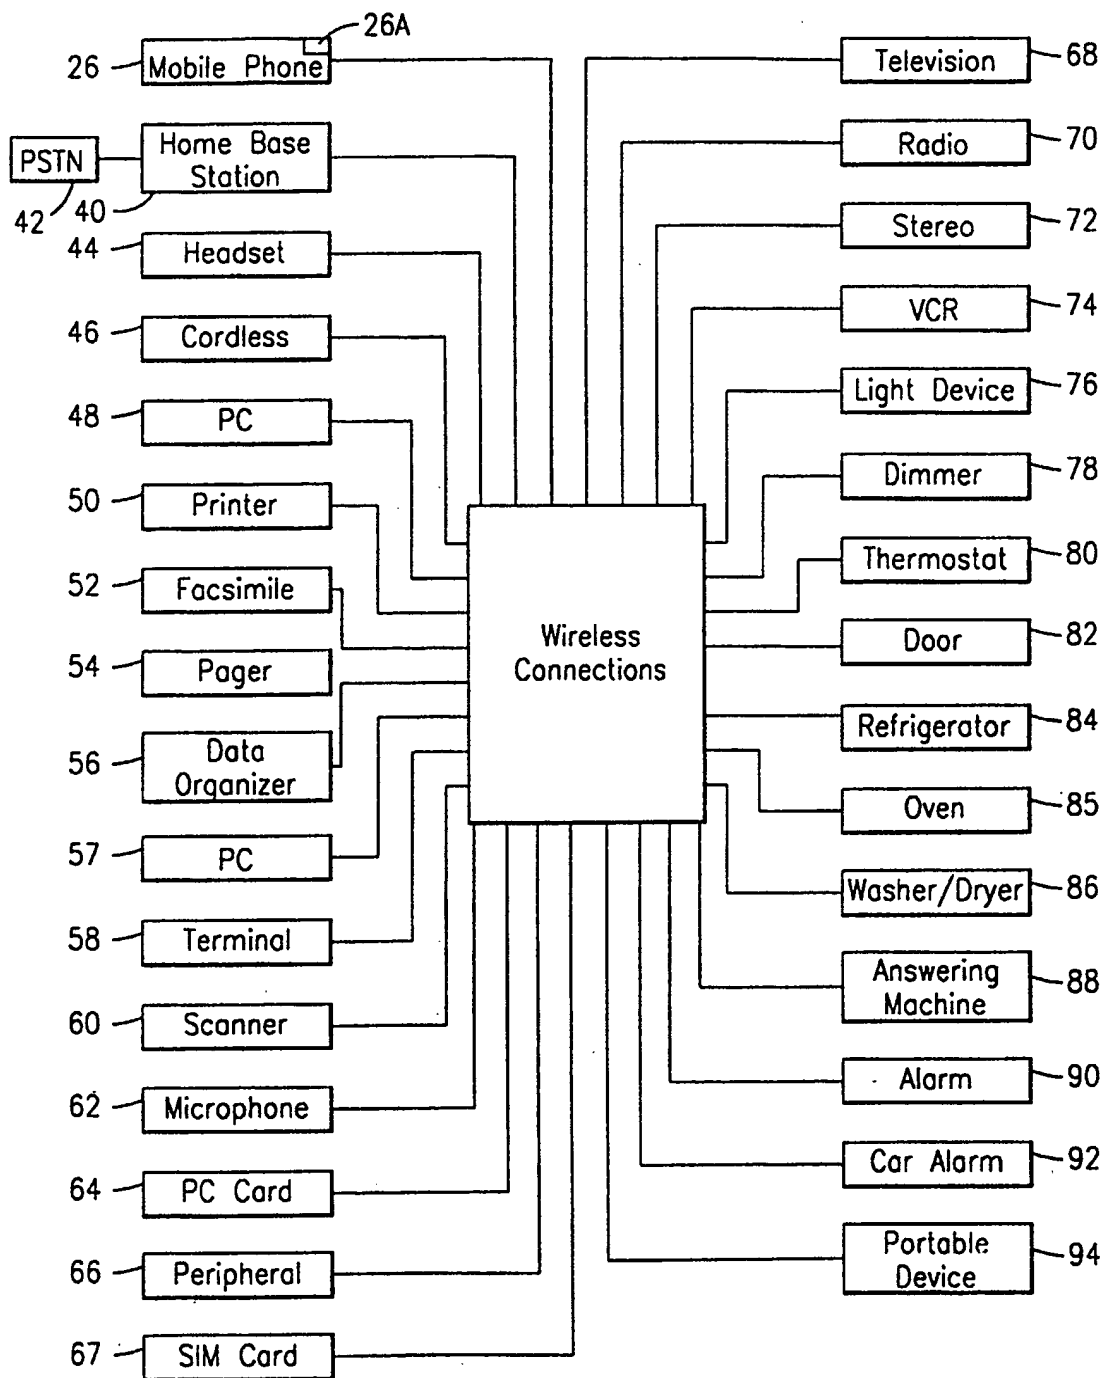 26A
26
Mobile Phone
PSTN
42
Home Base
Station
40
44
Headset
46
Cordless
48
PC
50
Printer
52
Facsimile
54
Pager
56
Data
Organizer
57
PC
58
Terminal
60
Scanner
62
Microphone
64
PC Card
66
Peripheral
67
SIM Card
Wireless
Connections
Television
68
Radio
70
Stereo
72
VCR
74
Light Device
76
Dimmer
78
Thermostat
80
Door
82
Refrigerator
84
Oven
85
Washer/Dryer
86
Answering
Machine
88
Alarm
90
Car Alarm
92
Portable
Device
94